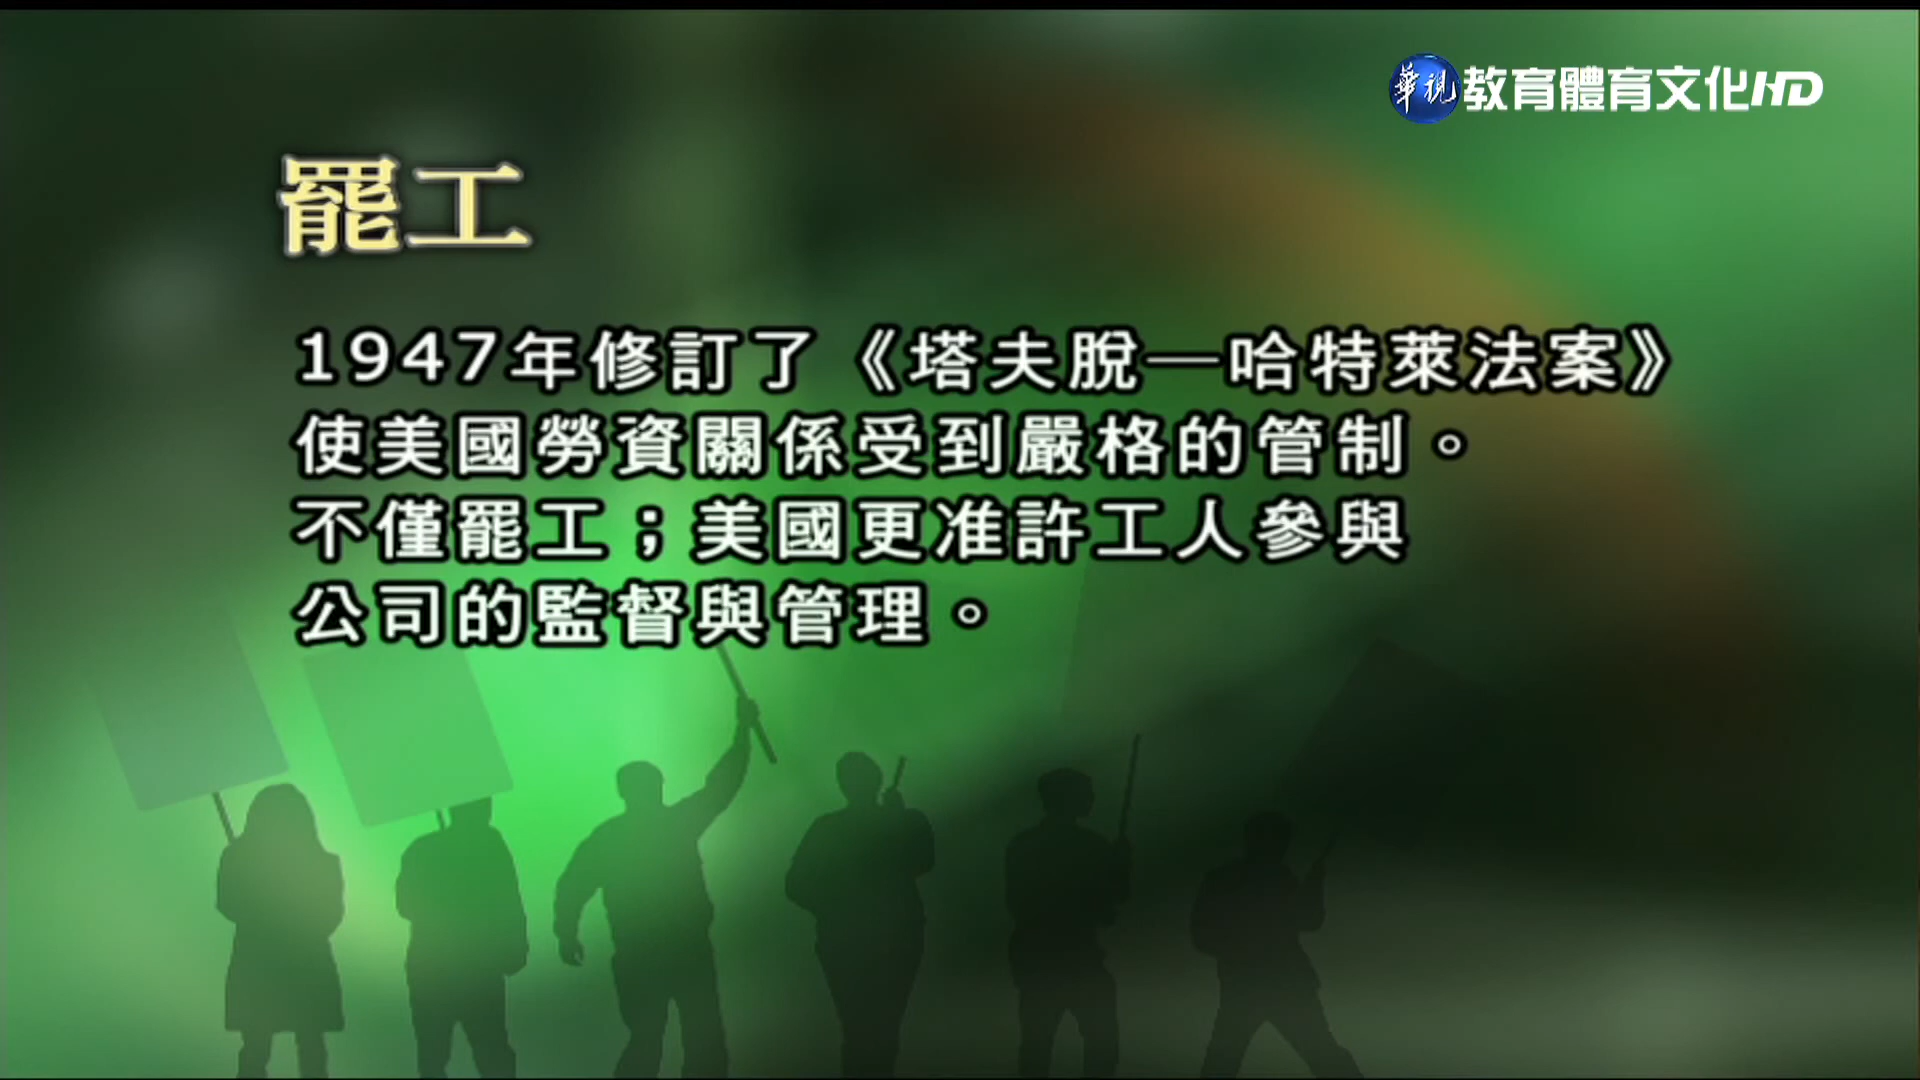 華視 教育體育文化HD
罷工
1947年修訂了《塔夫脫—哈特萊法案》
使美國勞資關係受到嚴格的管制。
不僅罷工；美國更准許工人參與
公司的監督與管理。